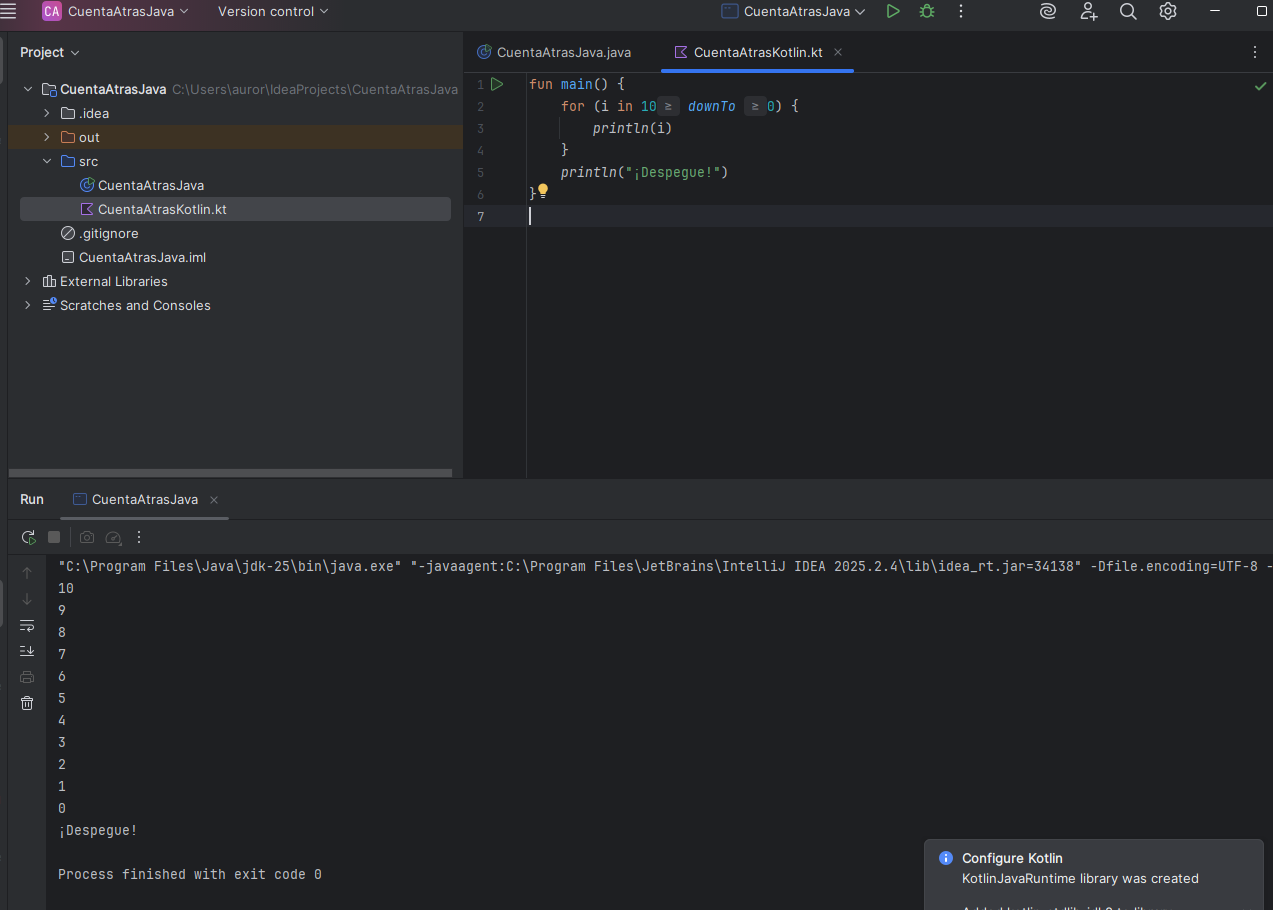 CA CuentaAtrasJava Version control CuentaAtrasJava
Project
CuentaAtrasJava.java CuentaAtrasKotlin.kt
CuentaAtrasJava C:\Users\auror\IdeaProjects\CuentaAtrasJava
.idea
out
src
CuentaAtrasJava
CuentaAtrasKotlin.kt
.gitignore
CuentaAtrasJava.iml
External Libraries
Scratches and Consoles
1 fun main() {
2 for (i in 10 ≥ downTo ≥ 0) {
3 println(i)
4 }
5 println("¡Despegue!")
6 }
7
Run CuentaAtrasJava
"C:\Program Files\Java\jdk-25\bin\java.exe" "-javaagent:C:\Program Files\JetBrains\IntelliJ IDEA 2025.2.4\lib\idea_rt.jar=34138" -Dfile.encoding=UTF-8 -
10
9
8
7
6
5
4
3
2
1
0
¡Despegue!
Process finished with exit code 0
Configure Kotlin
KotlinJavaRuntime library was created